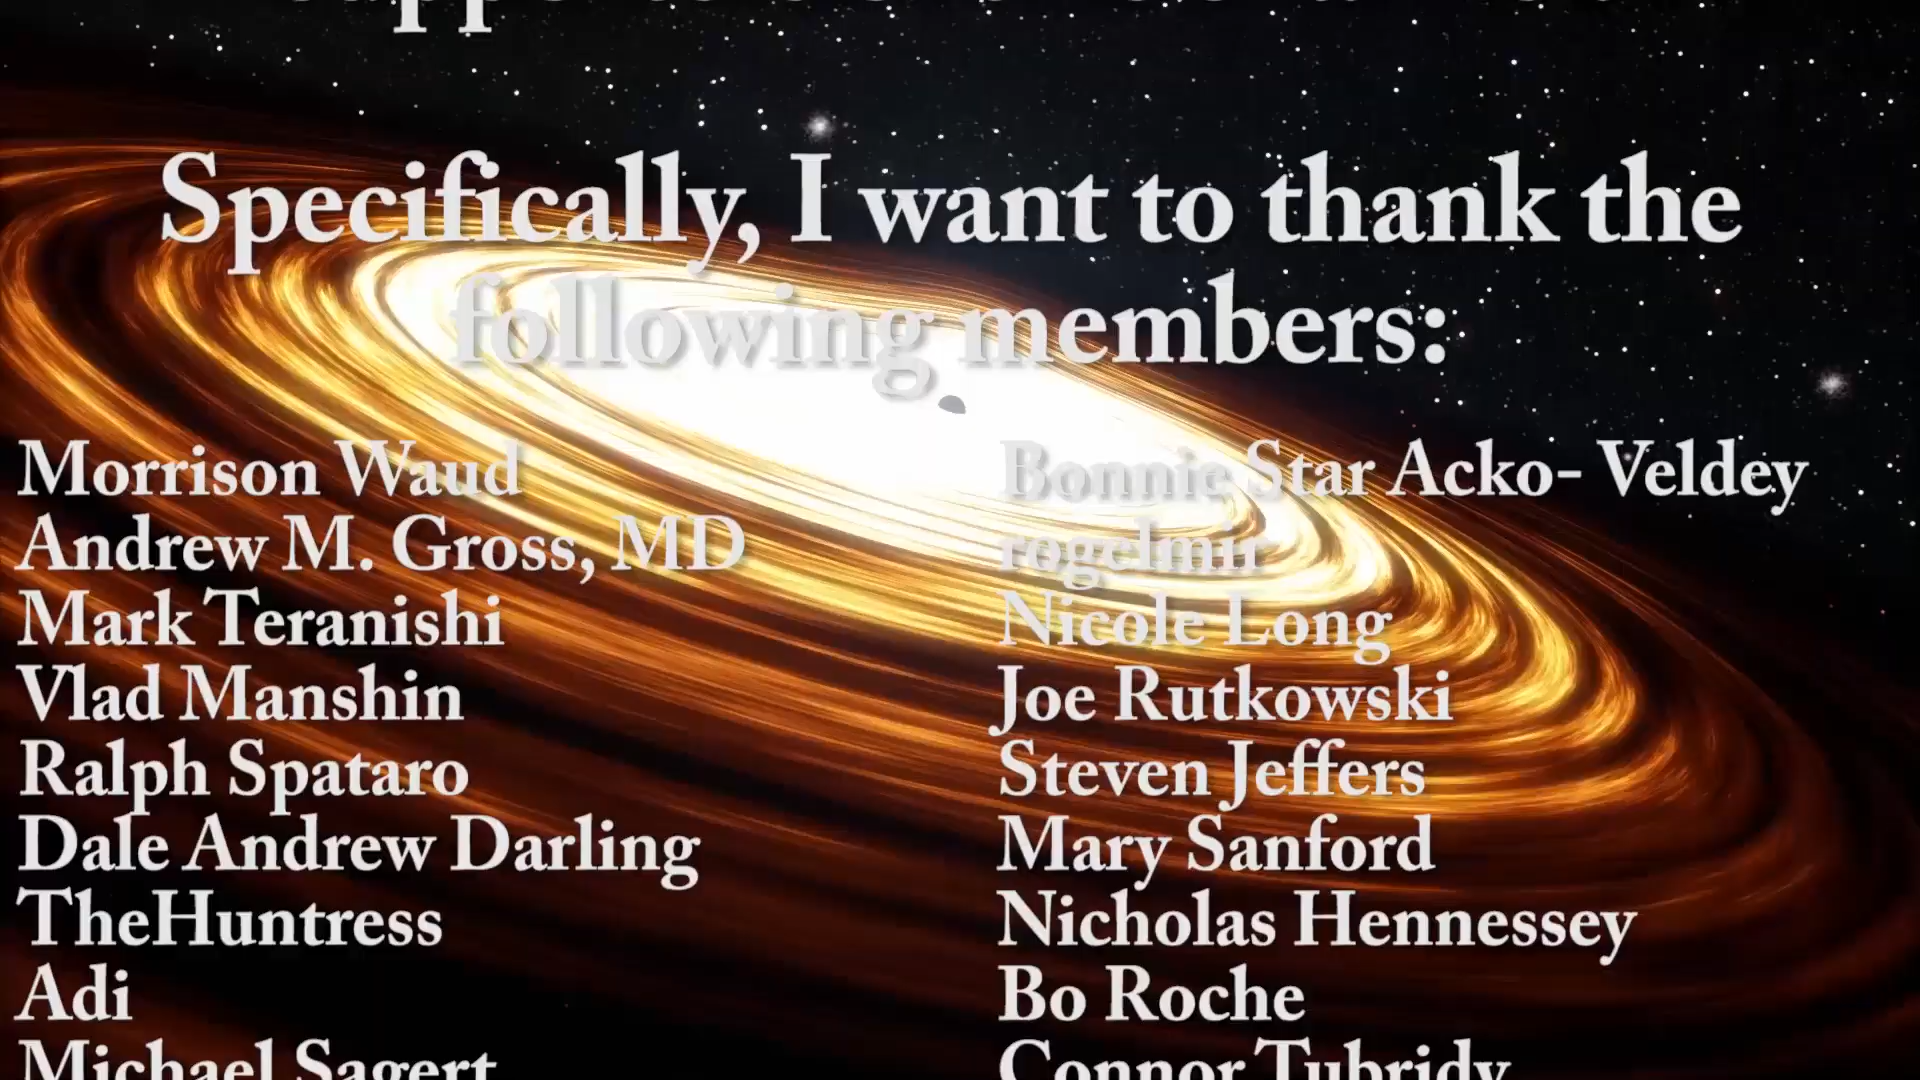 Specifically, I want to thank the
following members:
Morrison Waud
Andrew M. Gross, MD
Mark Teranishi
Vlad Manshin
Ralph Spataro
Dale Andrew Darling
TheHuntress
Adi
Michael Sagert
Bonnie Star Acko- Veldey
rogelmir
Nicole Long
Joe Rutkowski
Steven Jeffers
Mary Sanford
Nicholas Hennessey
Bo Roche
Connor Tubridy